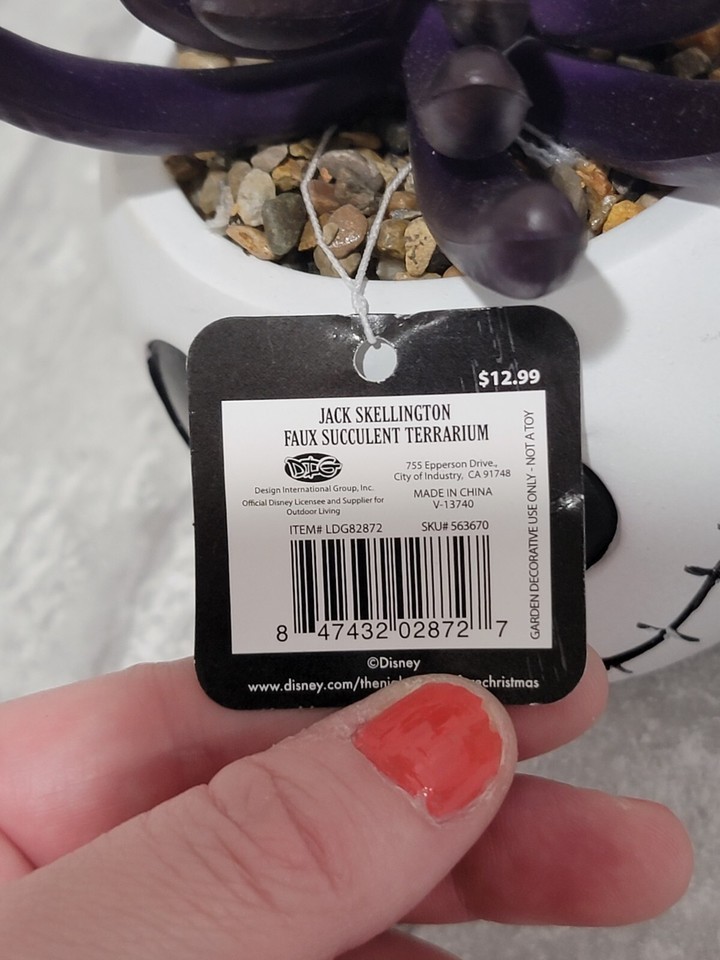 $12.99
JACK SKELLINGTON
FAUX SUCCULENT TERRARIUM
DIG
Design International Group, Inc.
Official Disney Licensee and Supplier for
Outdoor Living
755 Epperson Drive.,
City of Industry, CA 91748
MADE IN CHINA
V-13740
ITEM# LDG82872
SKU# 563670
8 47432 02872 7
GARDEN DECORATIVE USE ONLY - NOT A TOY
©Disney